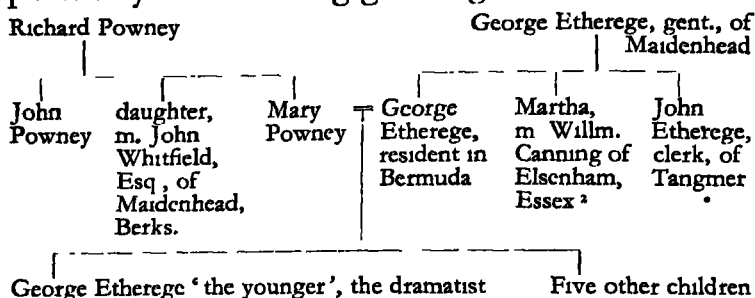 Richard Powney
George Etherege, gent., of
Maidenhead
John
Powney
daughter,
m. John
Whitfield,
Esq, of
Maidenhead,
Berks.
Mary
Powney
George
Etherege,
resident in
Bermuda
Martha,
m Willm.
Canning of
Elsenham,
Essex ²
John
Etherege,
clerk, of
Tangmer
George Etherege ‘the younger’, the dramatist
Five other children